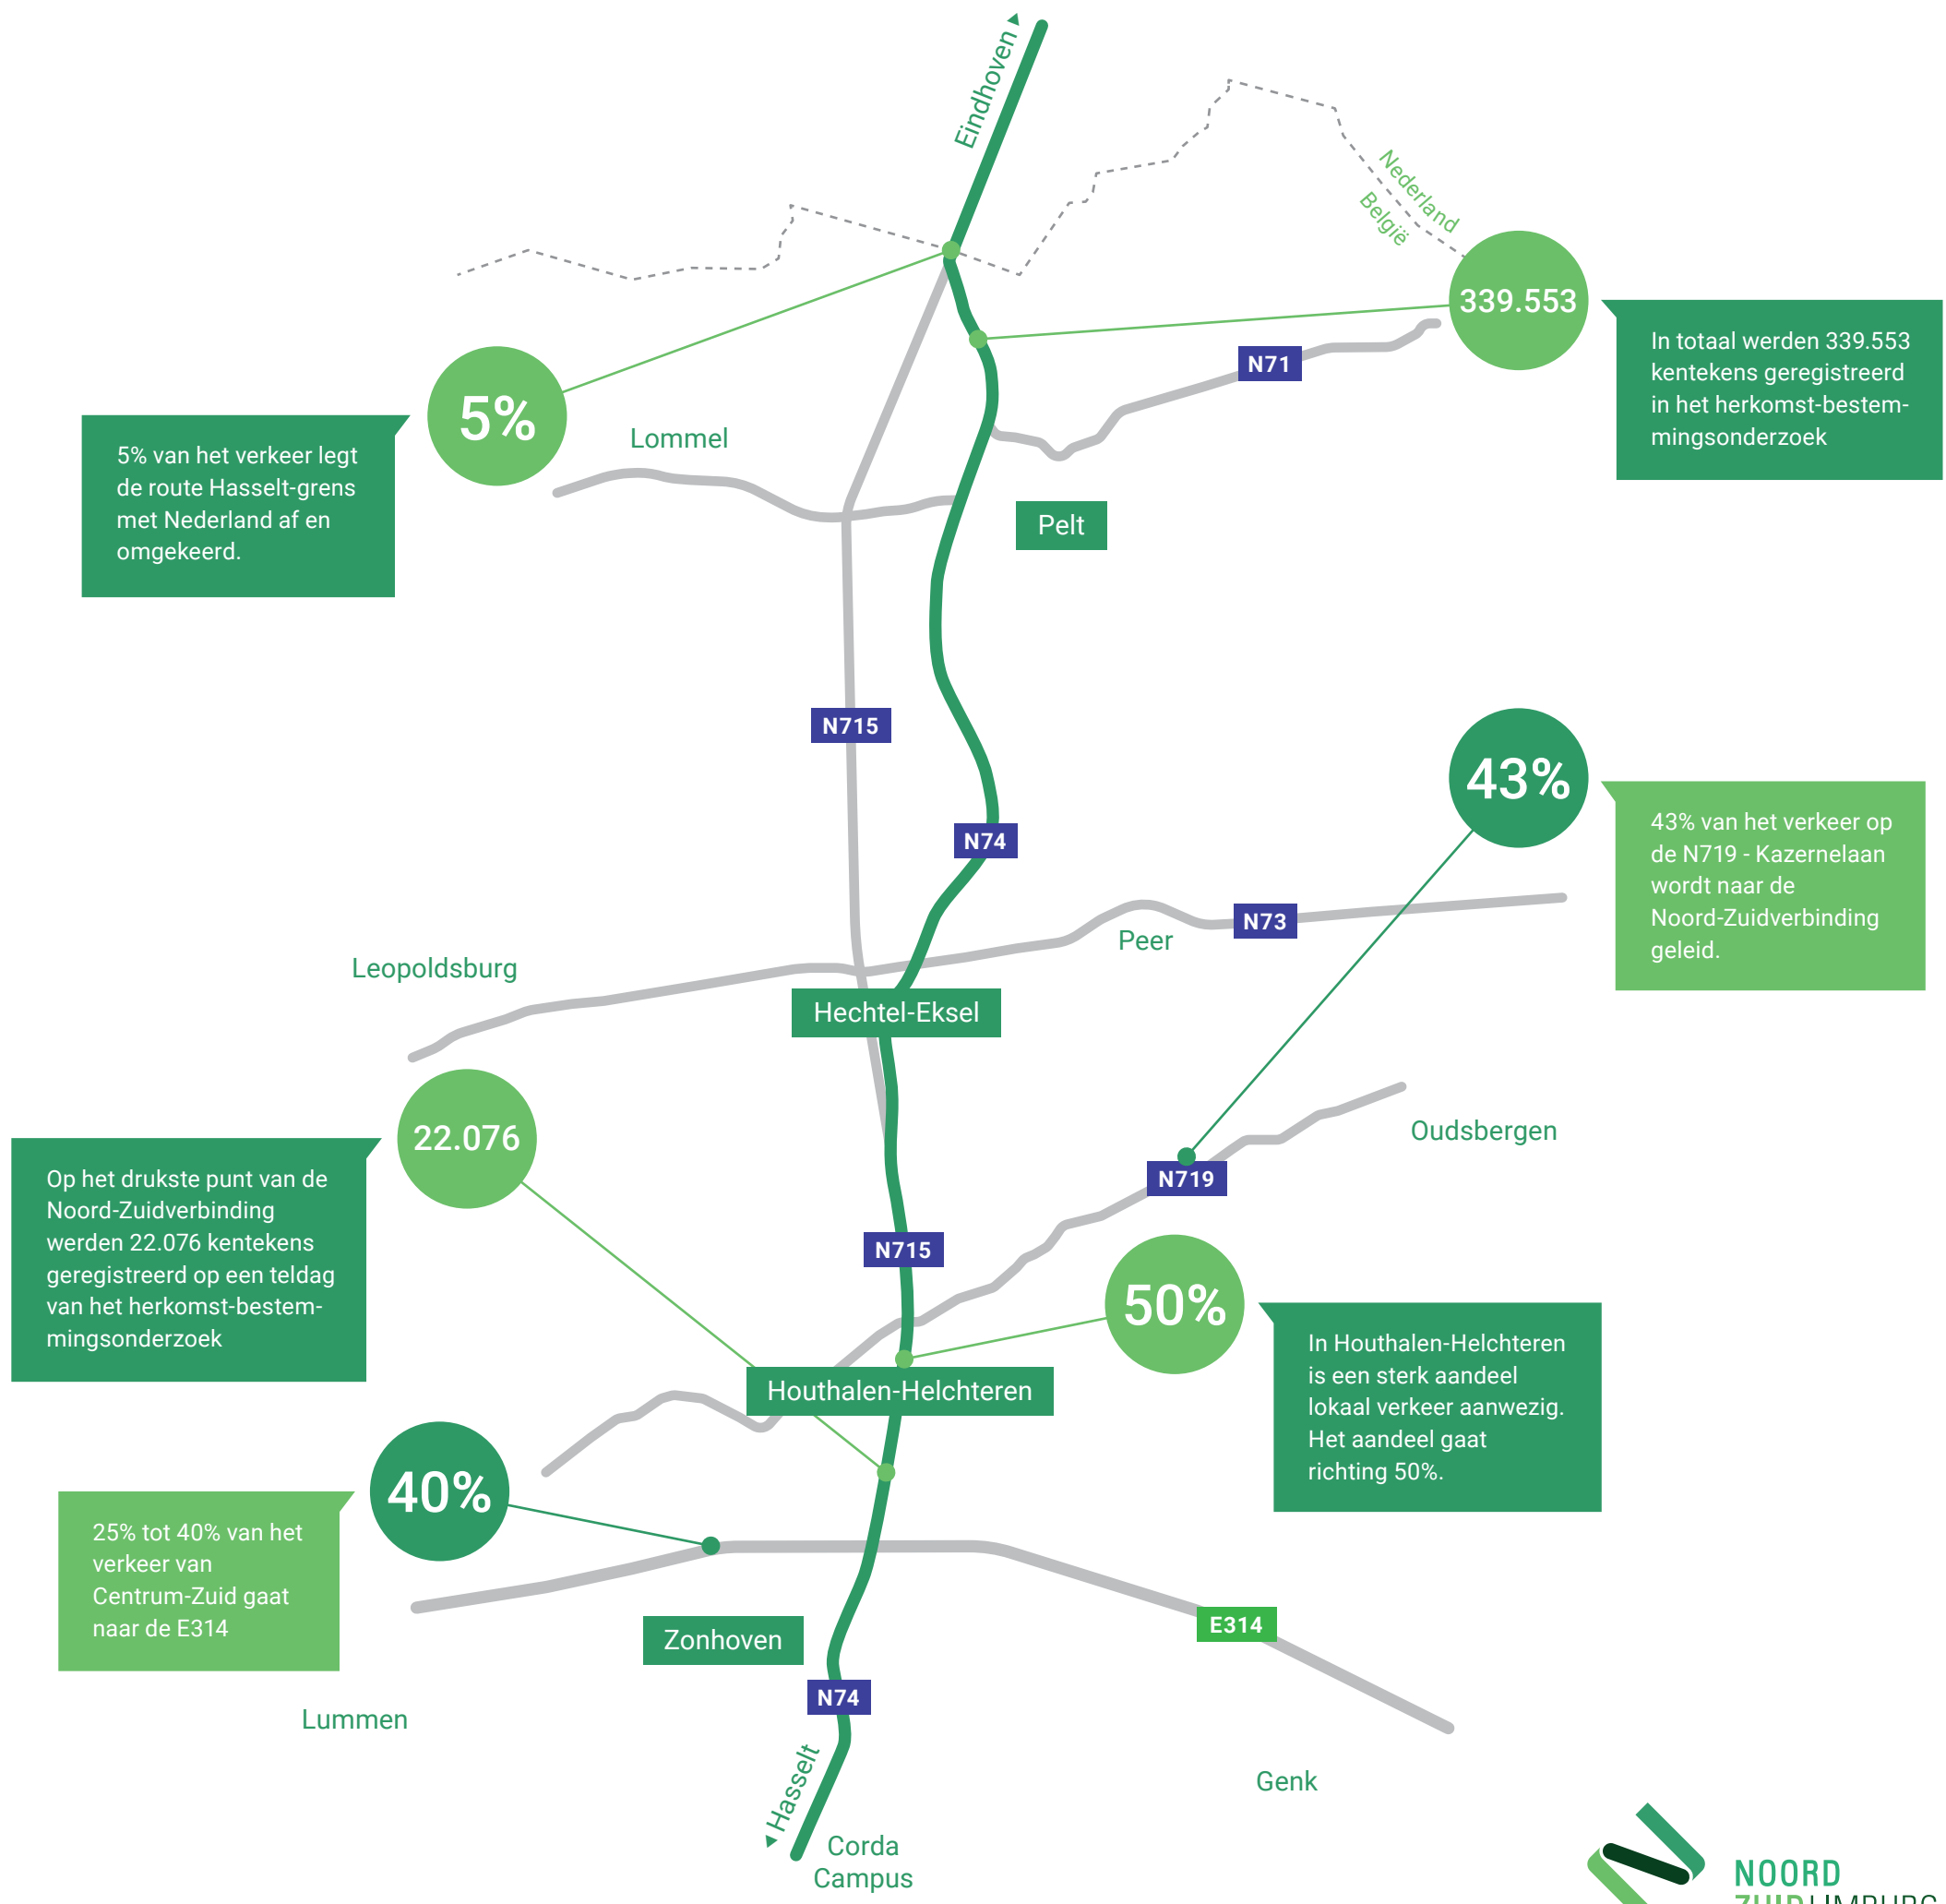 Eindhoven
Nederland
België
339.553
In totaal werden 339.553
kentekens geregistreerd
in het herkomst-bestem-
mingsonderzoek
N71
5%
5% van het verkeer legt
de route Hasselt-grens
met Nederland af en
omgekeerd.
Lommel
Pelt
N715
43%
43% van het verkeer op
de N719 - Kazernelaan
wordt naar de
Noord-Zuidverbinding
geleid.
N74
N73
Peer
Leopoldsburg
Hechtel-Eksel
22.076
Op het drukste punt van de
Noord-Zuidverbinding
werden 22.076 kentekens
geregistreerd op een teldag
van het herkomst-bestem-
mingsonderzoek
Oudsbergen
N719
N715
50%
In Houthalen-Helchteren
is een sterk aandeel
lokaal verkeer aanwezig.
Het aandeel gaat
richting 50%.
Houthalen-Helchteren
40%
25% tot 40% van het
verkeer van
Centrum-Zuid gaat
naar de E314
E314
Zonhoven
N74
Lummen
Hasselt
Genk
Corda
Campus
NOORD
ZUID LIMBURG